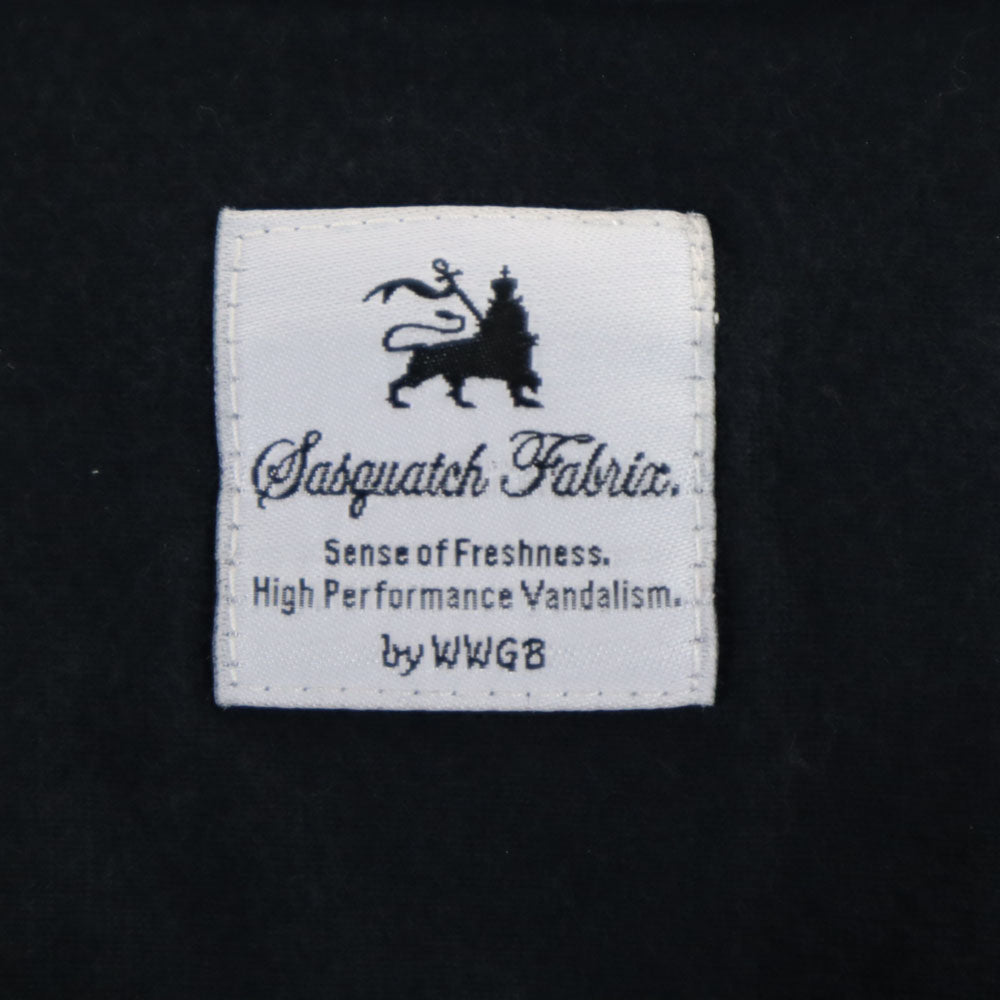 Sasquatch Fabrix.
Sense of Freshness.
High Performance Vandalism.
by WWGB